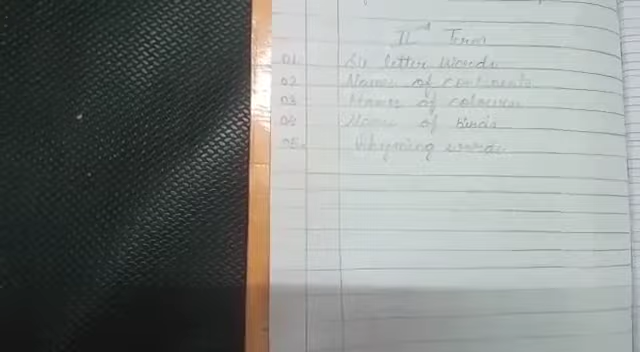 IInd Term
01. Six letter words
02 Names of continents
03 Names of colours
04 Names of birds
05. Rhyming words